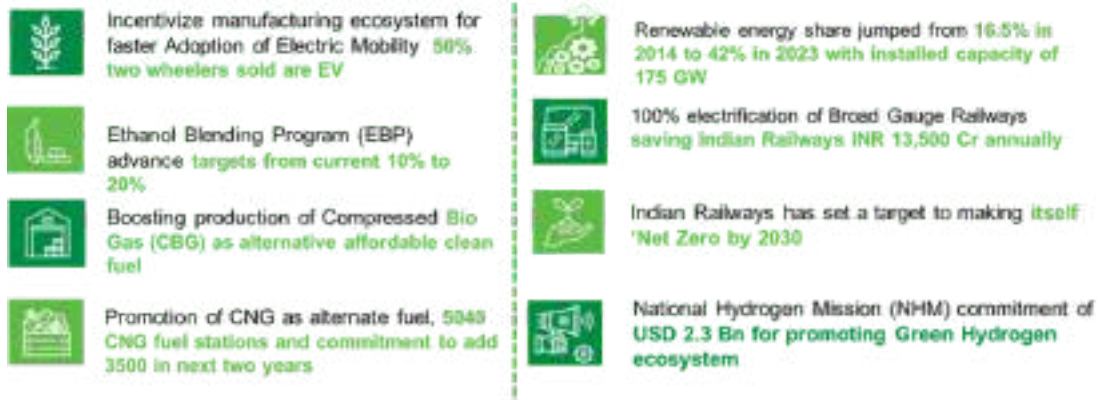 Incentivize manufacturing ecosystem for
faster Adoption of Electric Mobility 50%
two wheelers sold are EV
Ethanol Blending Program (EBP)
advance targets from current 10% to
20%
Boosting production of Compressed Bio
Gas (CBG) as alternative affordable clean
fuel
Promotion of CNG as alternate fuel,
CNG fuel stations and commitment to add
3500 in next two years
Renewable energy share jumped from 16.5% in
2014 to 42% in 2023 with installed capacity of
175 GW
100% electrification of Broad Gauge Railways
saving Indian Railways INR 13,500 Cr annually
Indian Railways has set a target to making itself
'Net Zero by 2030
National Hydrogen Mission (NHM) commitment of
USD 2.3 Bn for promoting Green Hydrogen
ecosystem